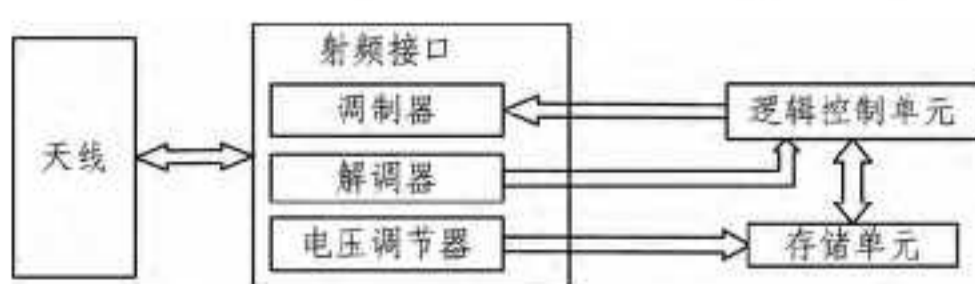 射频接口
调制器
逻辑控制单元
天线
解调器
电压调节器
存储单元